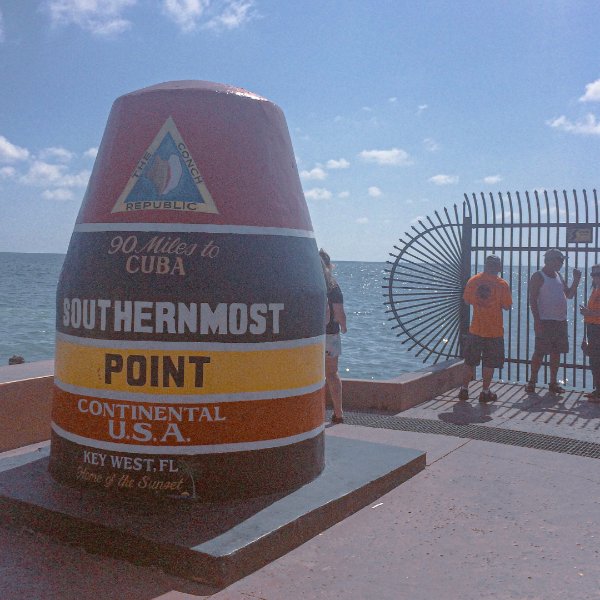 THE CONCH
REPUBLIC
90 Miles to
CUBA
SOUTHERNMOST
POINT
CONTINENTAL
U.S.A.
KEY WEST, FL
Home of the Sunset